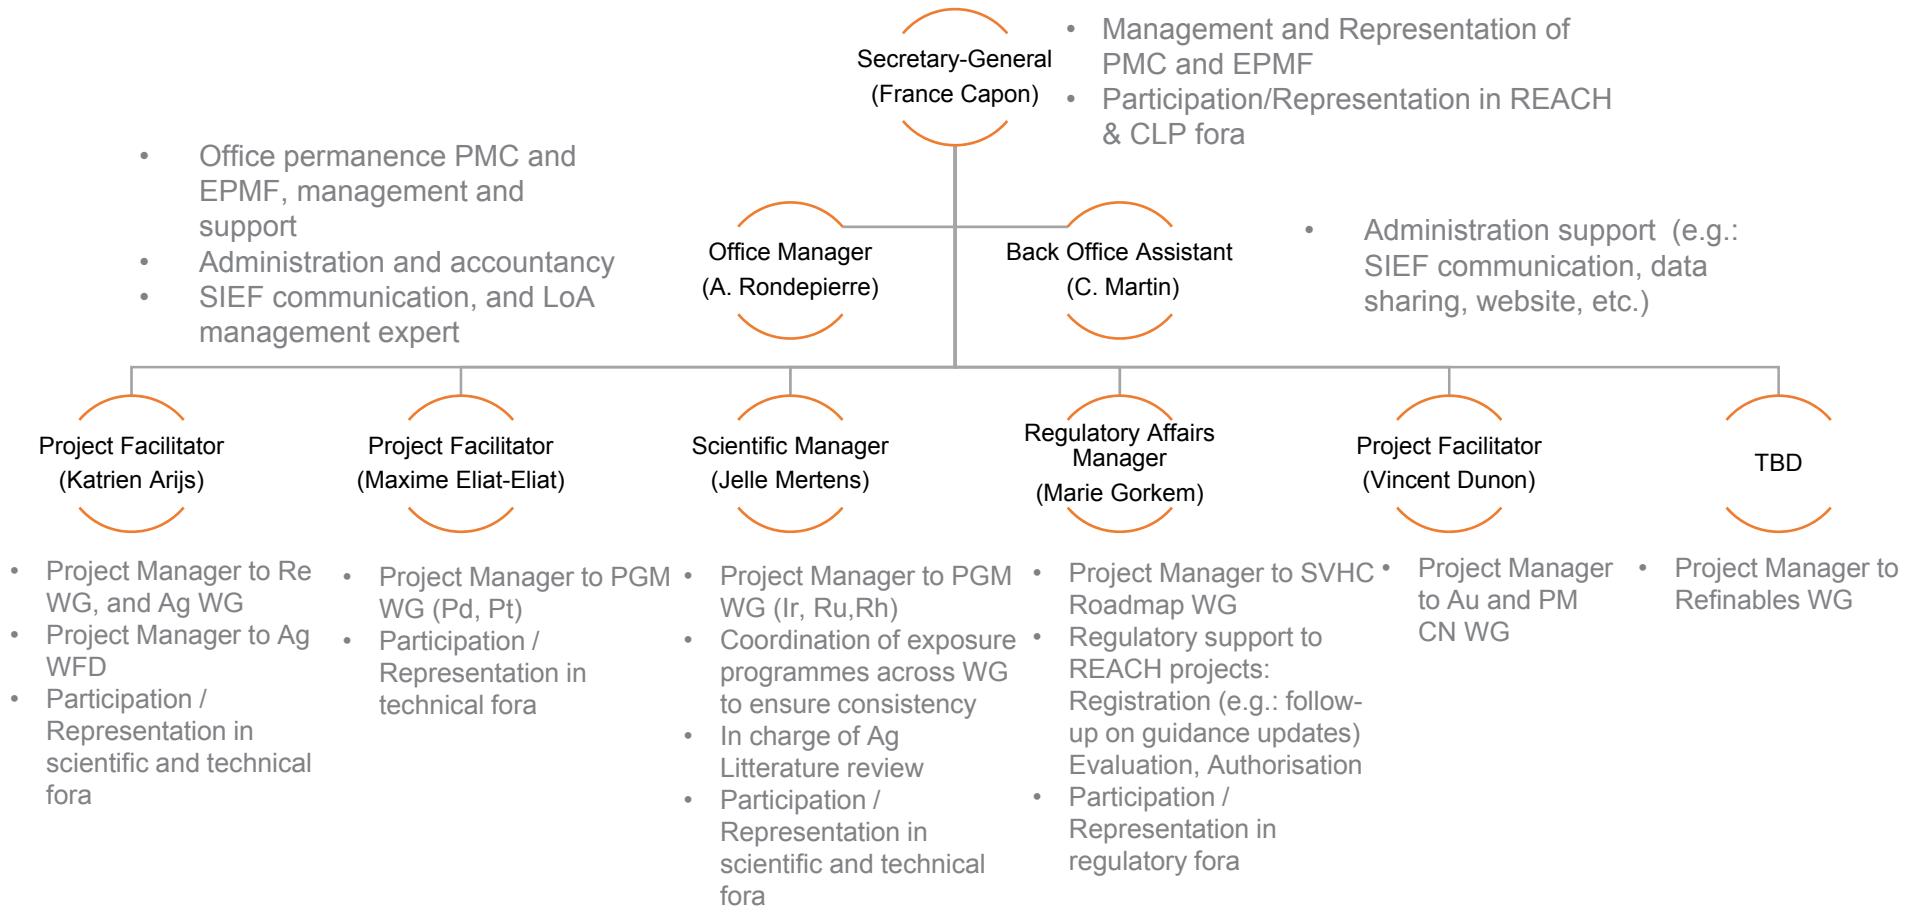 Secretary-General
(France Capon)
• Management and Representation of
PMC and EPMF
• Participation/Representation in REACH
& CLP fora
• Office permanence PMC and
EPMF, management and
support
• Administration and accountancy
• SIEF communication, and LoA
management expert
Office Manager
(A. Rondepierre)
Back Office Assistant
(C. Martin)
• Administration support (e.g.:
SIEF communication, data
sharing, website, etc.)
Project Facilitator
(Katrien Arijs)
Project Facilitator
(Maxime Eliat-Eliat)
Scientific Manager
(Jelle Mertens)
Regulatory Affairs
Manager
(Marie Gorkem)
Project Facilitator
(Vincent Dunon)
TBD
• Project Manager to Re
WG, and Ag WG
• Project Manager to Ag
WFD
• Participation /
Representation in
scientific and technical
fora
• Project Manager to PGM
WG (Pd, Pt)
• Participation /
Representation in
technical fora
• Project Manager to PGM
WG (Ir, Ru,Rh)
• Coordination of exposure
programmes across WG
to ensure consistency
• In charge of Ag
Litterature review
• Participation /
Representation in
scientific and technical
fora
• Project Manager to SVHC
Roadmap WG
• Regulatory support to
REACH projects:
Registration (e.g.: follow-
up on guidance updates)
Evaluation, Authorisation
• Participation /
Representation in
regulatory fora
• Project Manager
to Au and PM
CN WG
• Project Manager to
Refinables WG